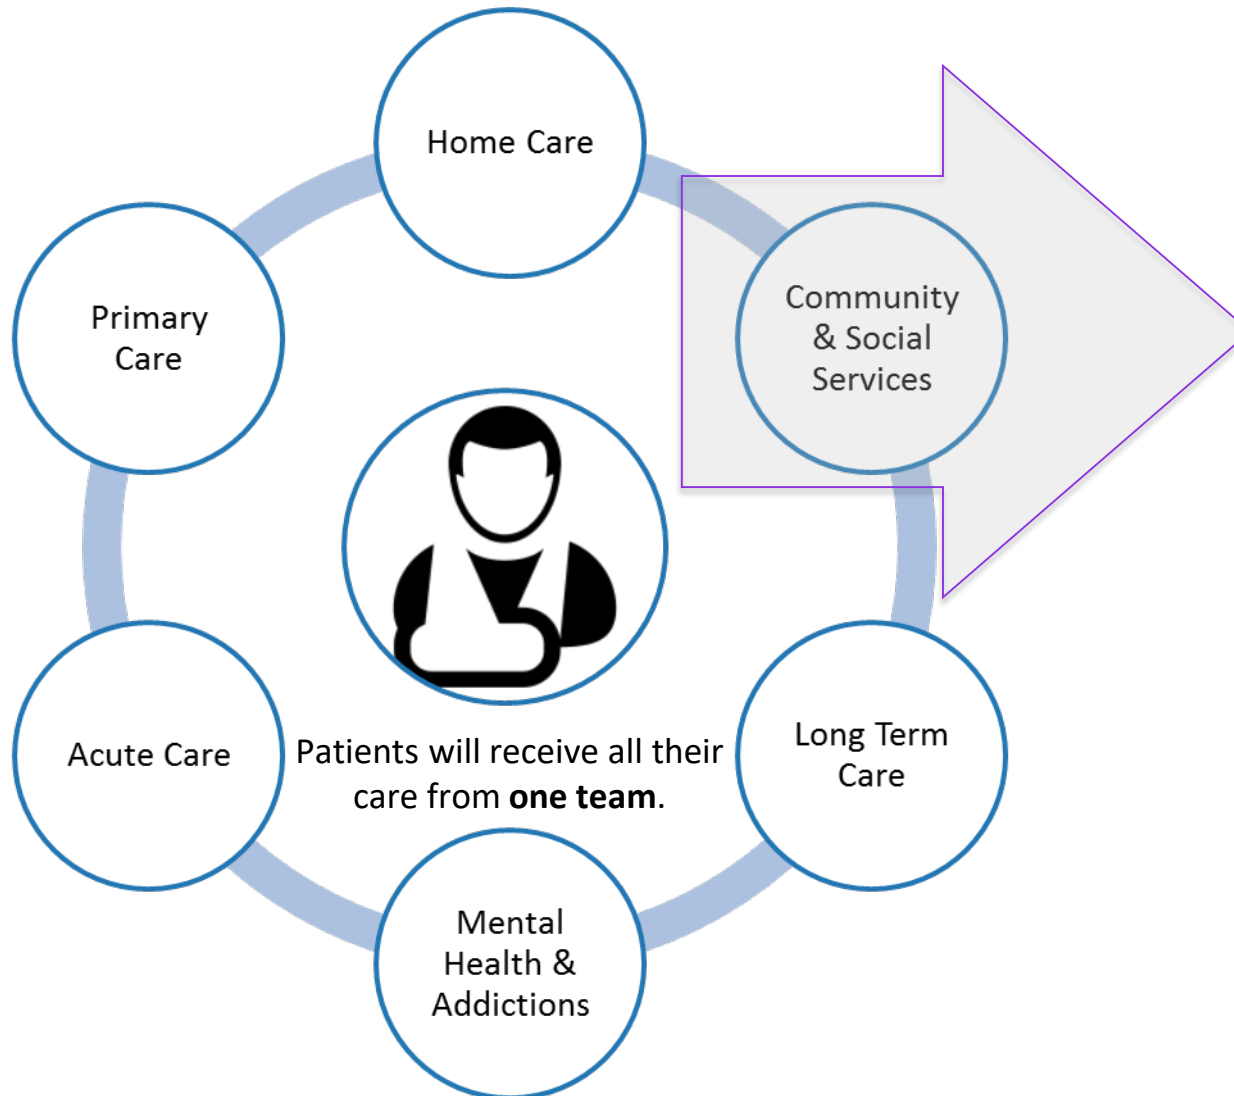 Home Care
Community
& Social
Services
Primary
Care
Acute Care
Patients will receive all their
care from one team.
Long Term
Care
Mental
Health &
Addictions